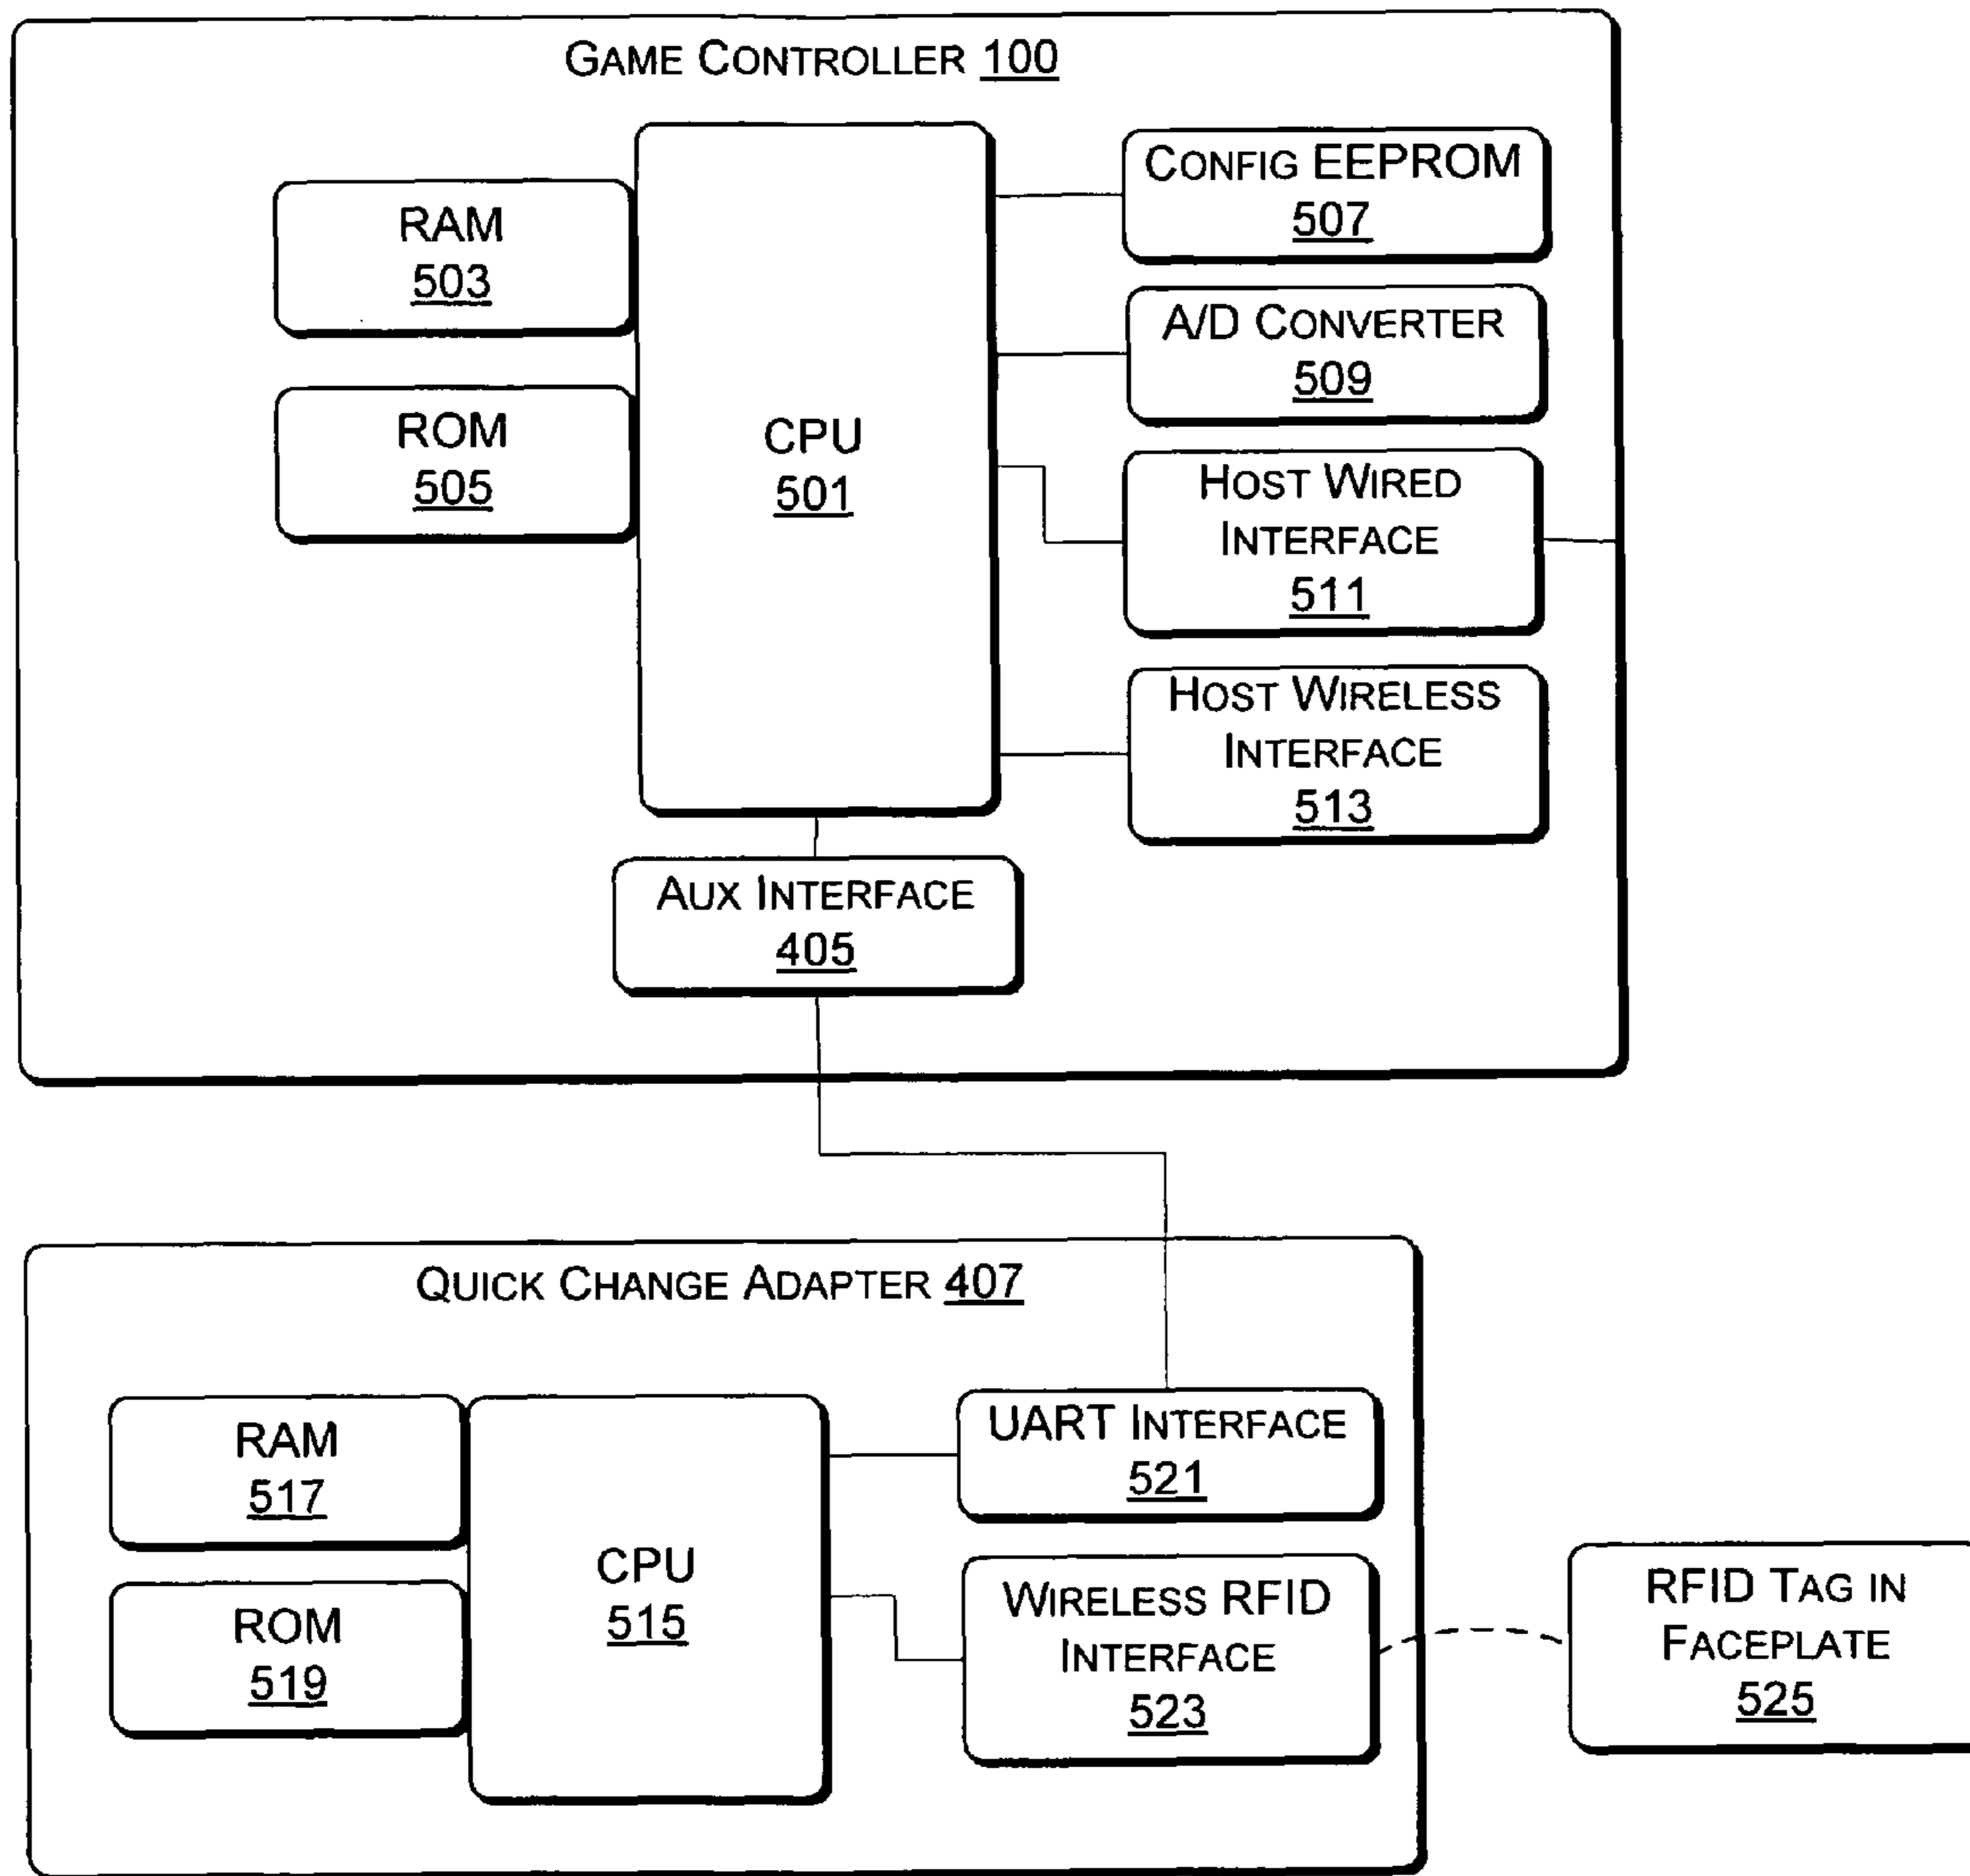 GAME CONTROLLER 100
RAM
503
ROM
505
CPU
501
CONFIG EEPROM
507
A/D CONVERTER
509
HOST WIRED
INTERFACE
511
HOST WIRELESS
INTERFACE
513
AUX INTERFACE
405
QUICK CHANGE ADAPTER 407
RAM
517
ROM
519
CPU
515
UART INTERFACE
521
WIRELESS RFID
INTERFACE
523
RFID TAG IN
FACEPLATE
525